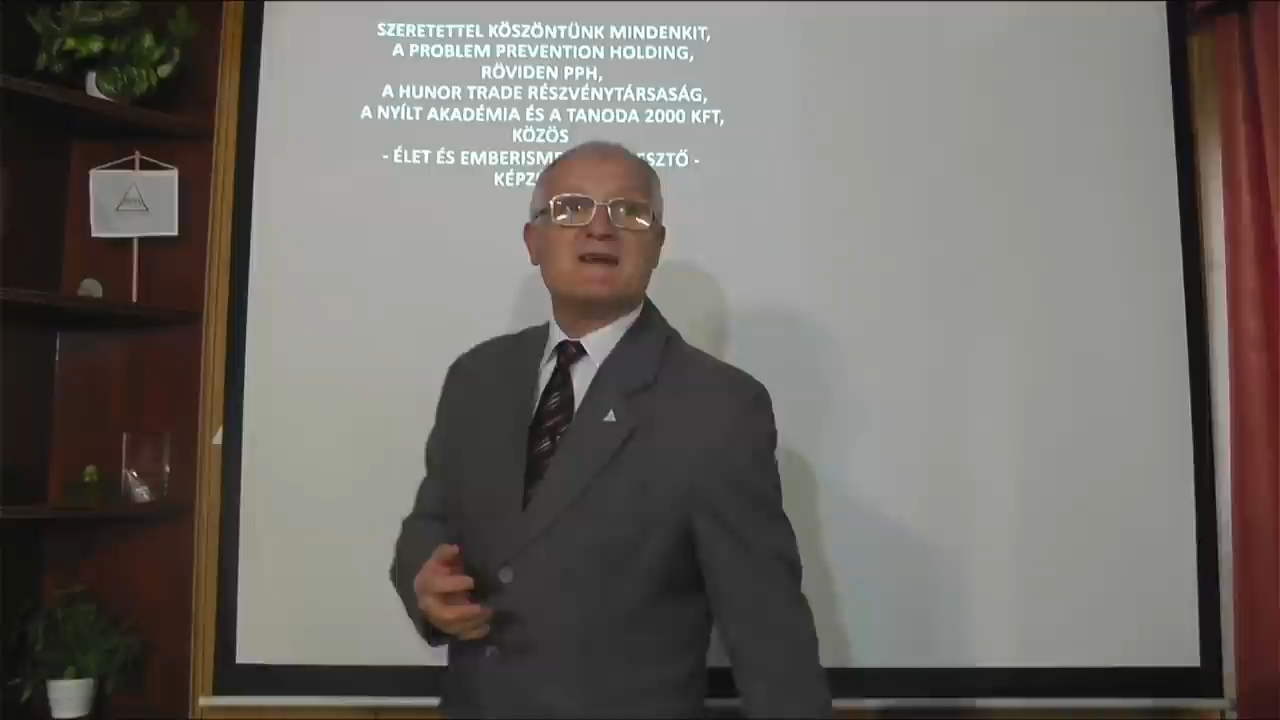 SZERETETTEL KÖSZÖNTÜNK MINDENKIT,
A PROBLEM PREVENTION HOLDING,
RÖVIDEN PPH,
A HUNOR TRADE RÉSZVÉNYTÁRSASÁG,
A NYÍLT AKADÉMIA ÉS A TANODA 2000 KFT,
KÖZÖS
- ÉLET ÉS